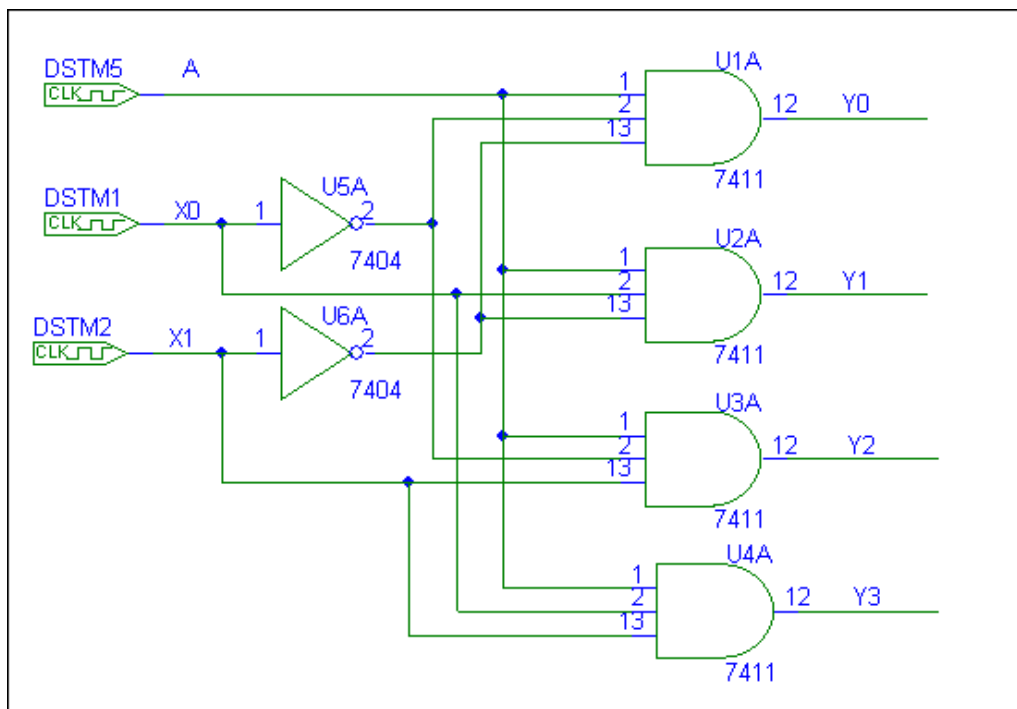 DSTM5 A
CLK
U1A
1
2
13
12 Y0
7411
DSTM1 X0
CLK
1
U5A
2
7404
U2A
1
2
13
12 Y1
7411
DSTM2 X1
CLK
1
U6A
2
7404
U3A
1
2
13
12 Y2
7411
U4A
1
2
13
12 Y3
7411